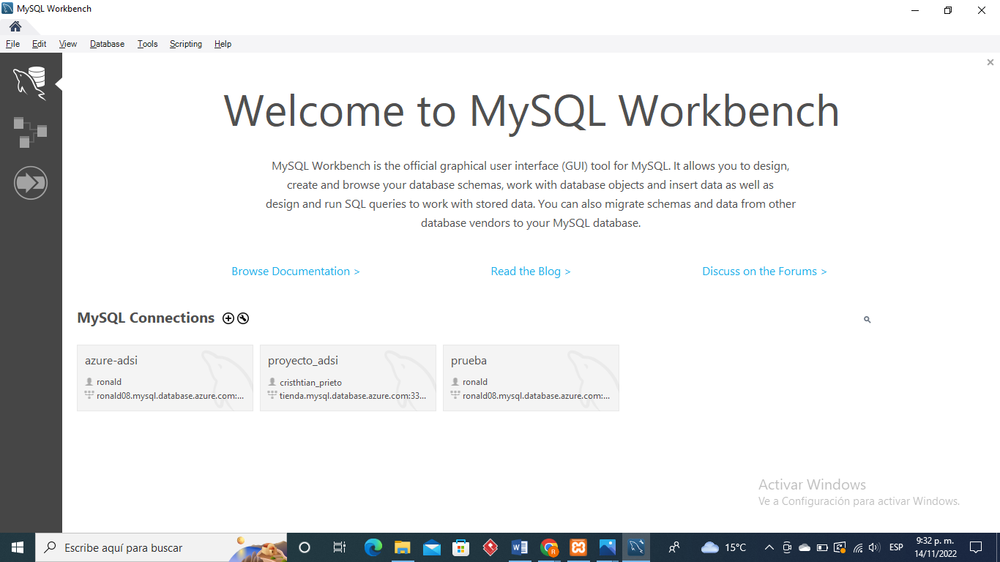 MySQL Workbench
File Edit View Database Tools Scripting Help
Welcome to MySQL Workbench
MySQL Workbench is the official graphical user interface (GUI) tool for MySQL. It allows you to design,
create and browse your database schemas, work with database objects and insert data as well as
design and run SQL queries to work with stored data. You can also migrate schemas and data from other
database vendors to your MySQL database.
Browse Documentation > Read the Blog > Discuss on the Forums >
MySQL Connections
azure-adsi
ronald
ronald08.mysql.database.azure.com:...
proyecto_adsi
cristhtian_prieto
tienda.mysql.database.azure.com:33...
prueba
ronald
ronald08.mysql.database.azure.com:...
Activar Windows
Ve a Configuración para activar Windows.
Escribe aquí para buscar
15°C
ESP
9:32 p. m.
14/11/2022